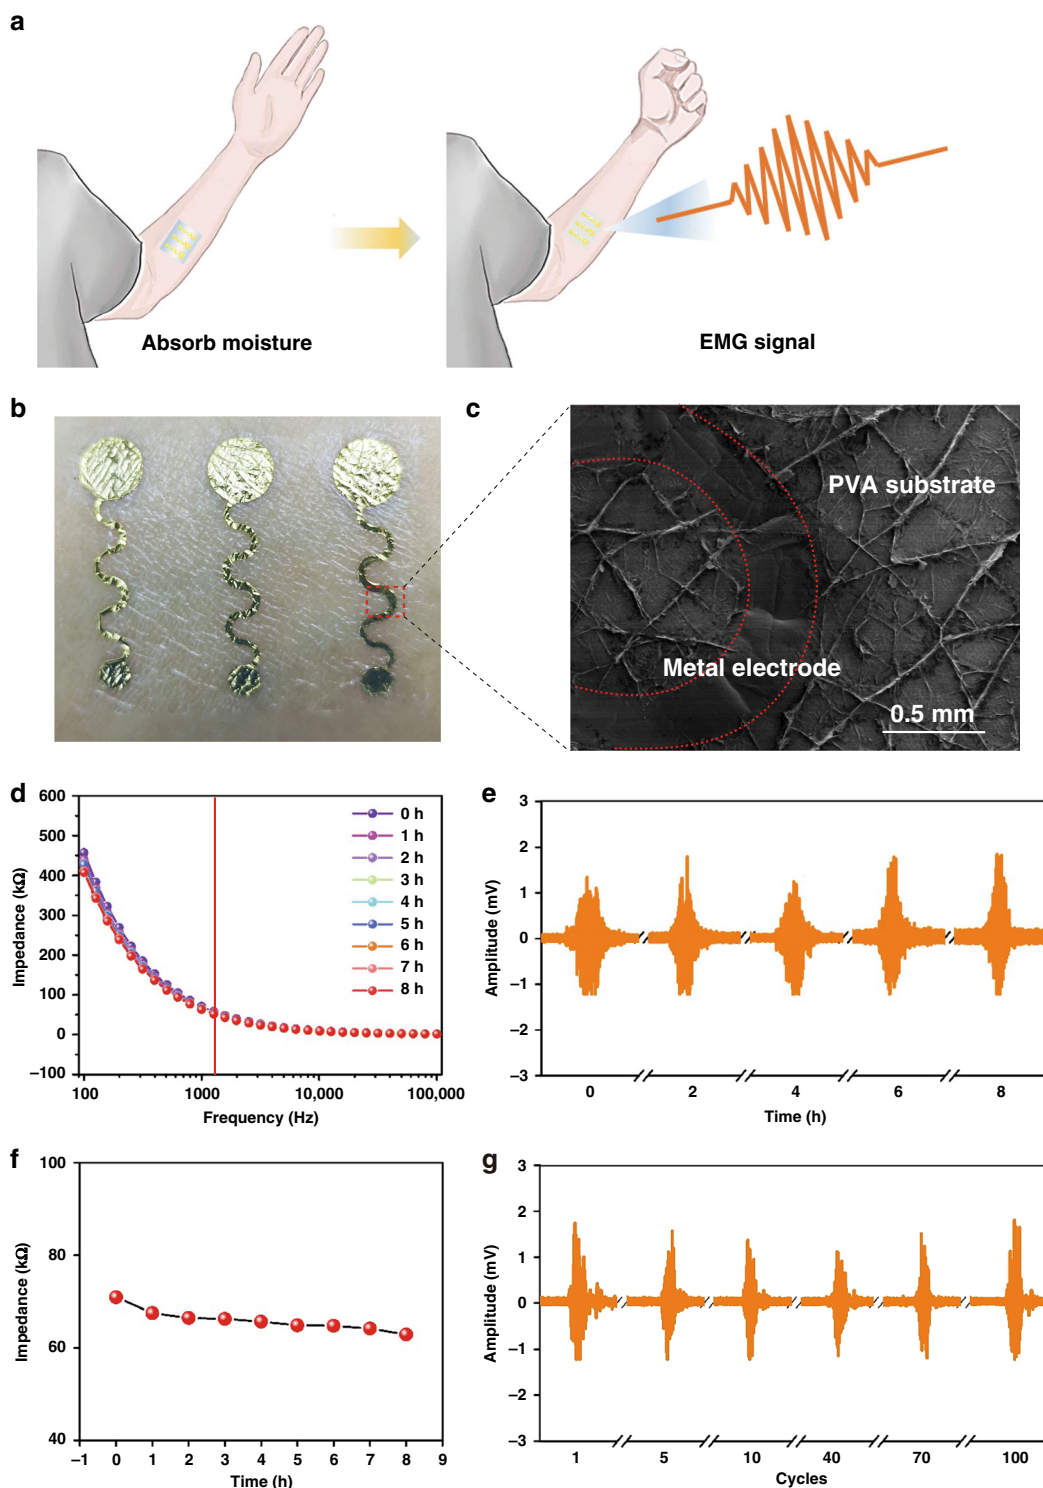 a
Absorb moisture
EMG signal
b
c
PVA substrate
Metal electrode
0.5 mm
d
600
500
400
300
200
100
0
–100
Impedance (kΩ)
0 h
1 h
2 h
3 h
4 h
5 h
6 h
7 h
8 h
100 1000 10,000 100,000
Frequency (Hz)
e
3
2
1
0
–1
–2
–3
Amplitude (mV)
0 2 4 6 8
Time (h)
f
100
80
60
40
Impedance (kΩ)
–1 0 1 2 3 4 5 6 7 8 9
Time (h)
g
3
2
1
0
–1
–2
–3
Amplitude (mV)
1 5 10 40 70 100
Cycles